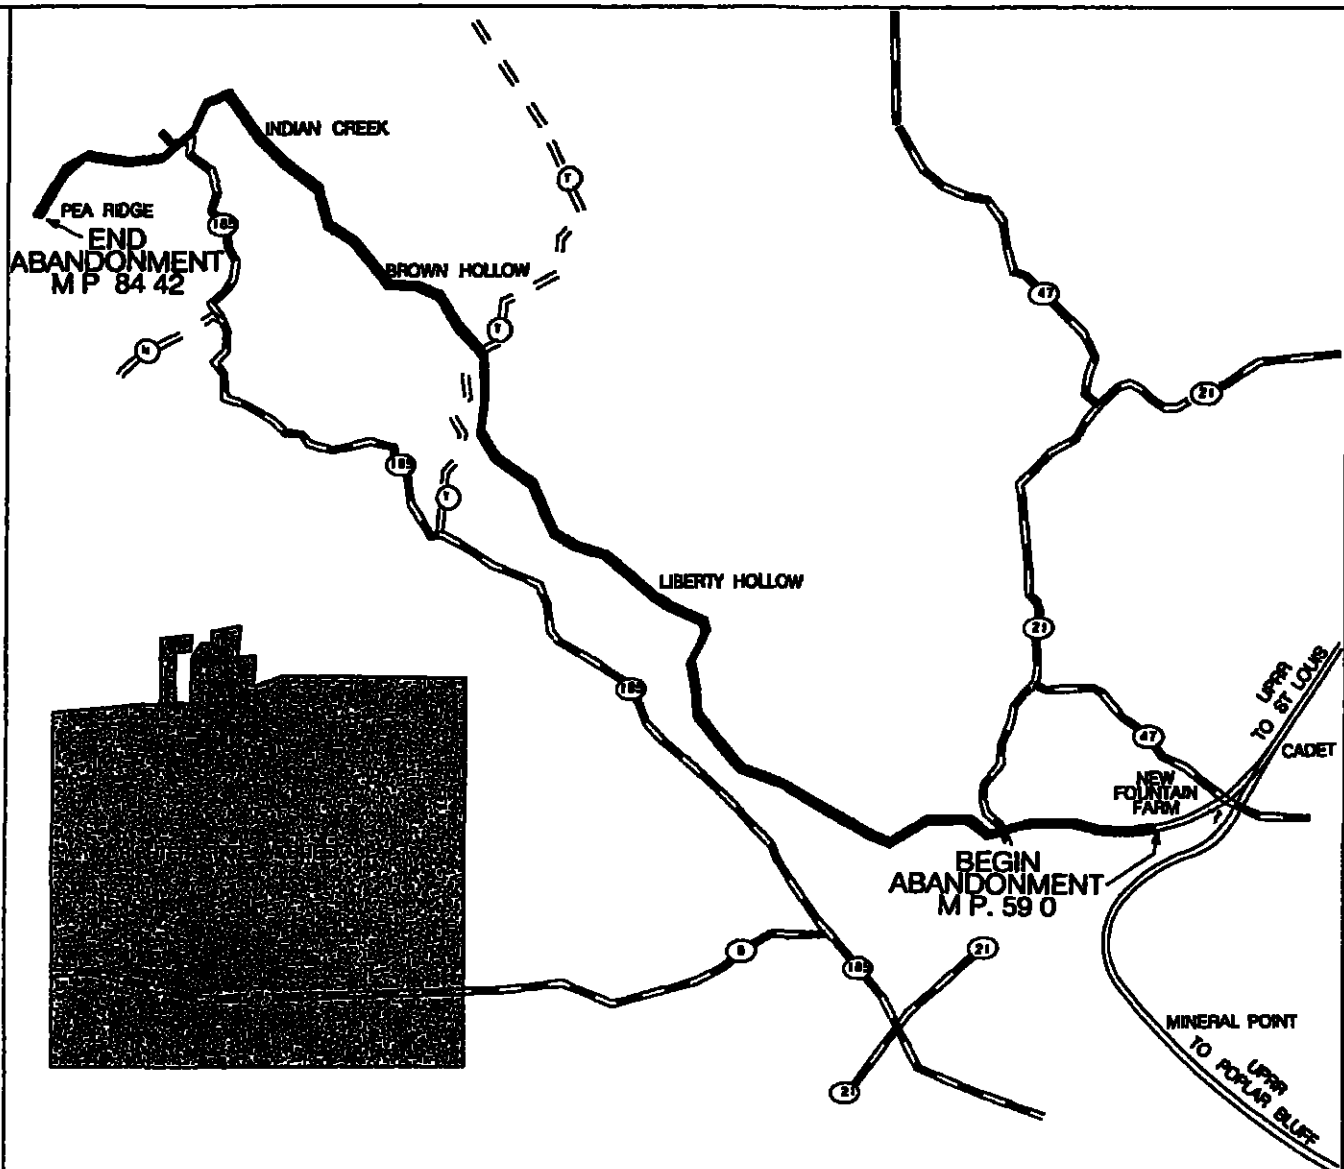 INDIAN CREEK
T
PEA RIDGE
185
END
ABANDONMENT
M P 84 42
BROWN HOLLOW
47
T
N
21
185
T
LIBERTY HOLLOW
21
185
UPRR
TO ST LOUIS
47
CADET
NEW
FOUNTAIN
FARM
BEGIN
ABANDONMENT
M P. 59 0
8
21
185
MINERAL POINT
UPRR
TO POPLAR BLUFF
21